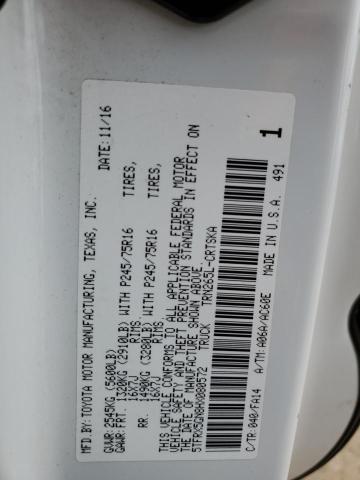 MFD.BY: TOYOTA MOTOR MANUFACTURING, TEXAS, INC. DATE: 11/16
GVWR: 2545KG (5600LB)
GAWR: FRT. 1320KG (2910LB) WITH P245/75R16 TIRES,
16X7J RIMS
RR. 1490KG (3280LB) WITH P245/75R16 TIRES,
16X7J RIMS
THIS VEHICLE CONFORMS TO ALL APPLICABLE FEDERAL MOTOR
VEHICLE SAFETY AND THEFT PREVENTION STANDARDS IN EFFECT ON
THE DATE OF MANUFACTURE SHOWN ABOVE.
5TFRX5GN8HX080572 TRUCK TRN265L-CRTSKA
C/TR: 040/FA14 A/TM: A06A/AC60E MADE IN U.S.A. 491
1